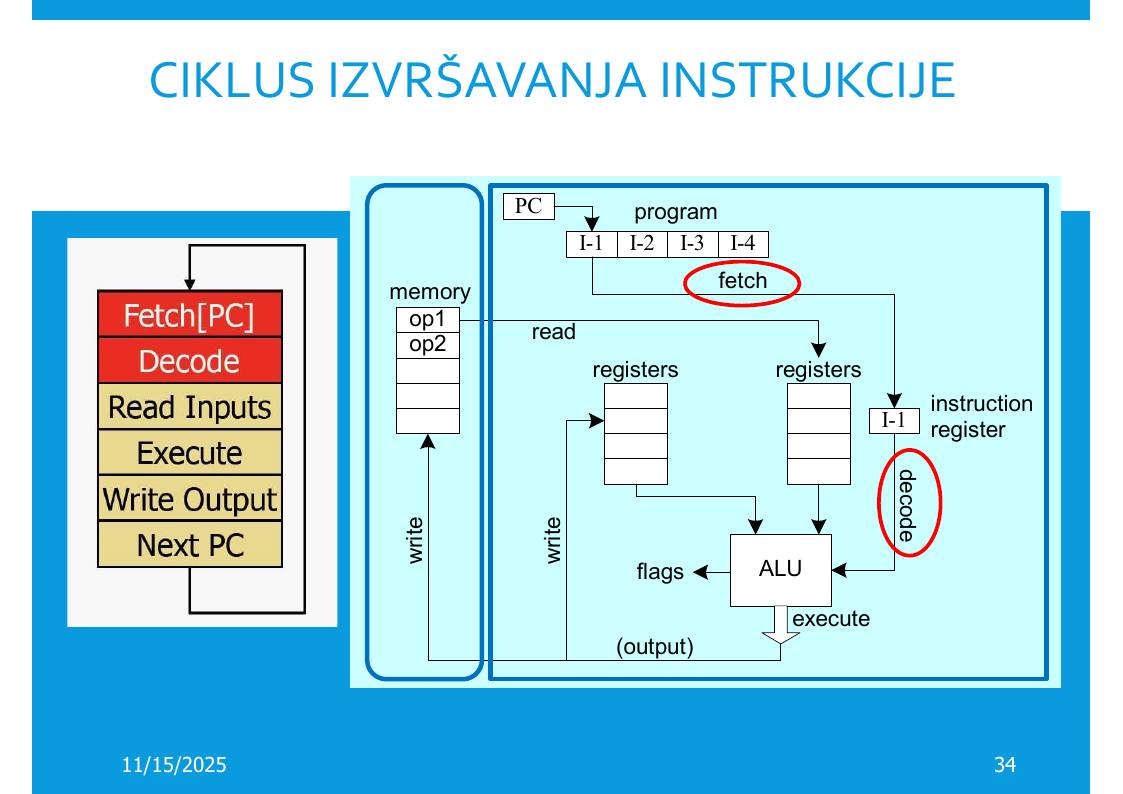 CIKLUS IZVRŠAVANJA INSTRUKCIJE
Fetch[PC]
Decode
Read Inputs
Execute
Write Output
Next PC
PC
program
I-1 I-2 I-3 I-4
fetch
memory
op1
op2
read
registers
registers
I-1
instruction
register
decode
write
write
flags
ALU
execute
(output)
11/15/2025
34